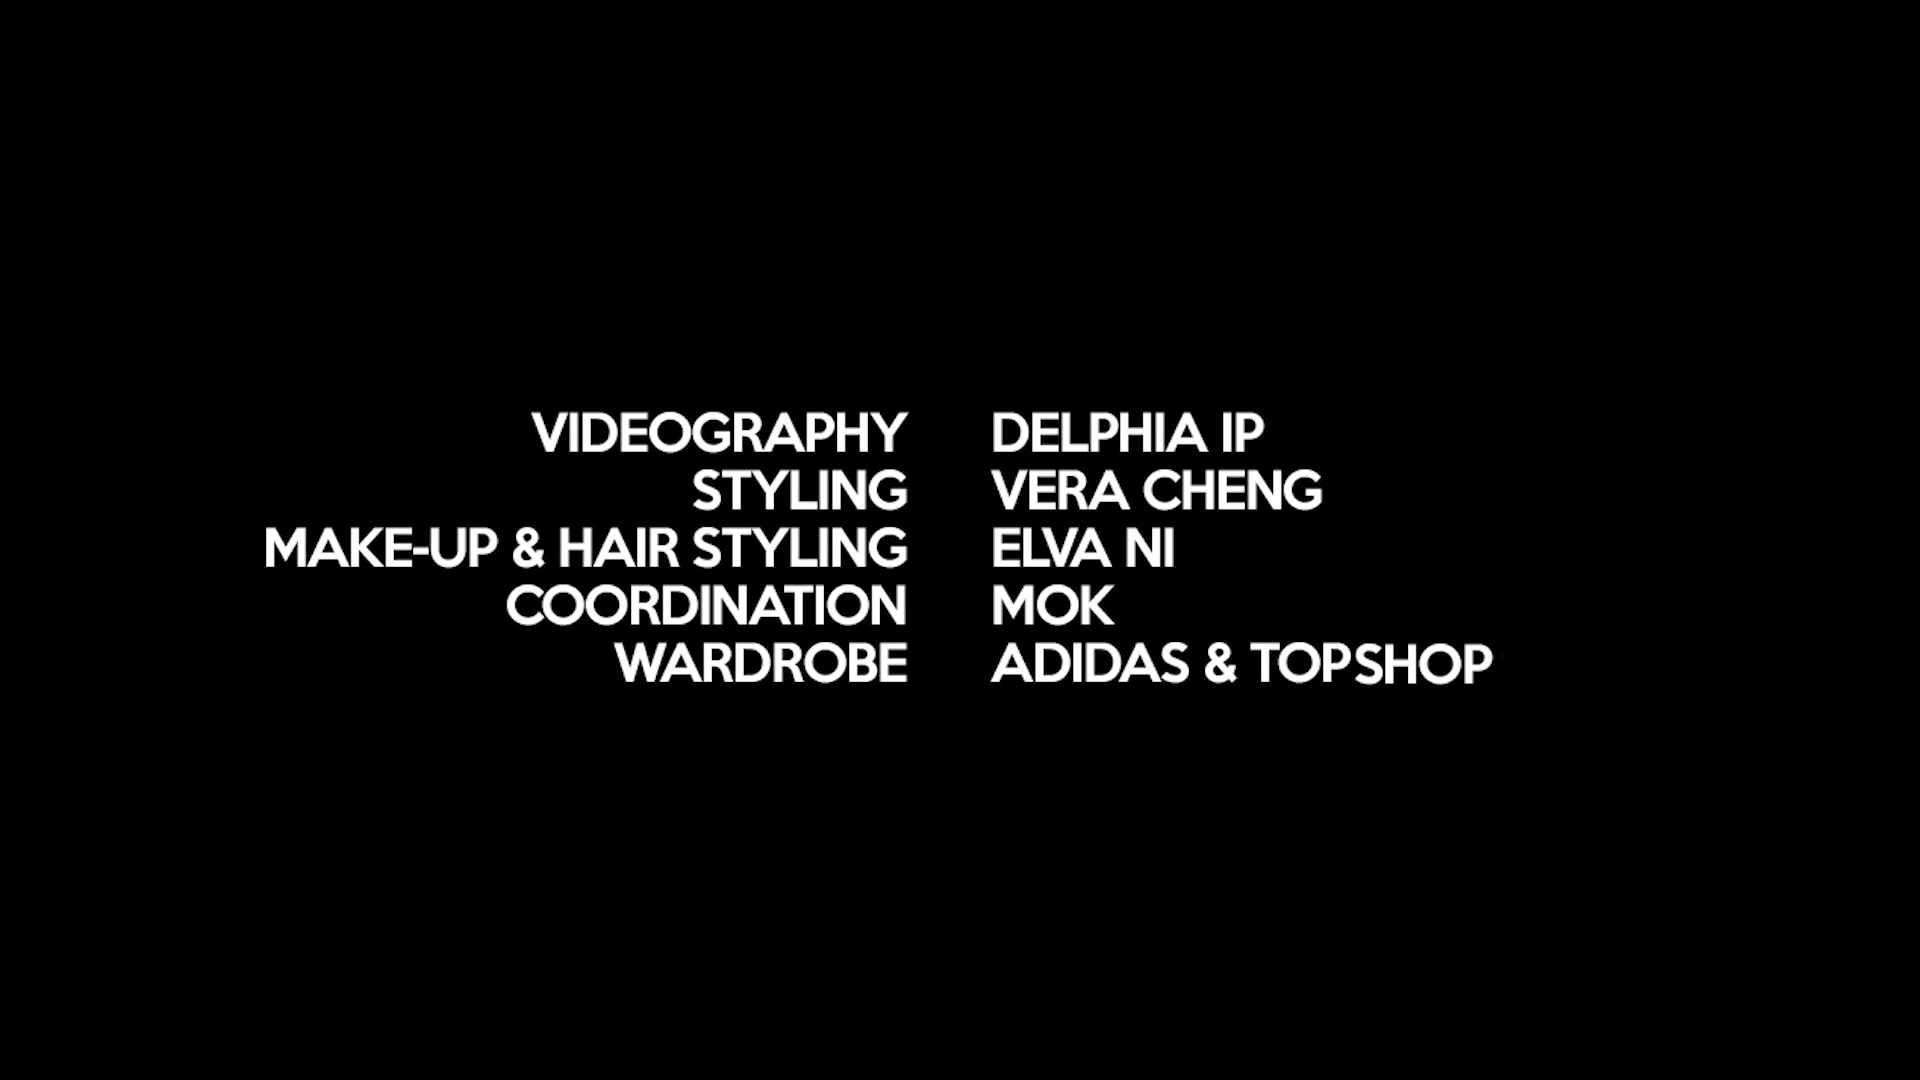 VIDEOGRAPHY DELPHIA IP
STYLING VERA CHENG
MAKE-UP & HAIR STYLING ELVA NI
COORDINATION MOK
WARDROBE ADIDAS & TOPSHOP